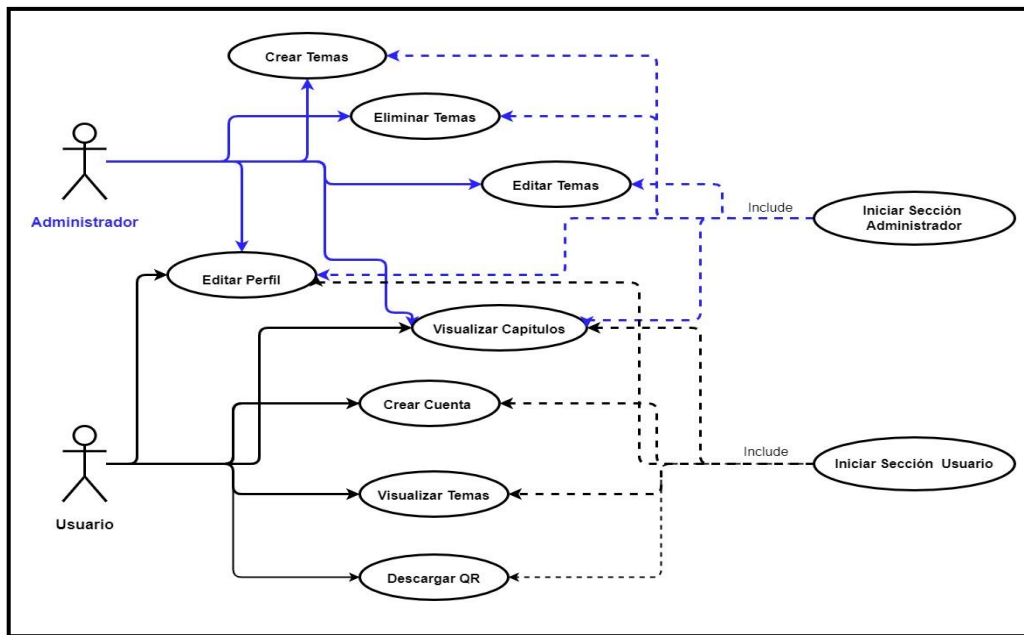 Crear Temas
Eliminar Temas
Editar Temas
Administrador
Include
Iniciar Sección
Administrador
Editar Perfil
Visualizar Capítulos
Crear Cuenta
Include
Iniciar Sección Usuario
Visualizar Temas
Usuario
Descargar QR